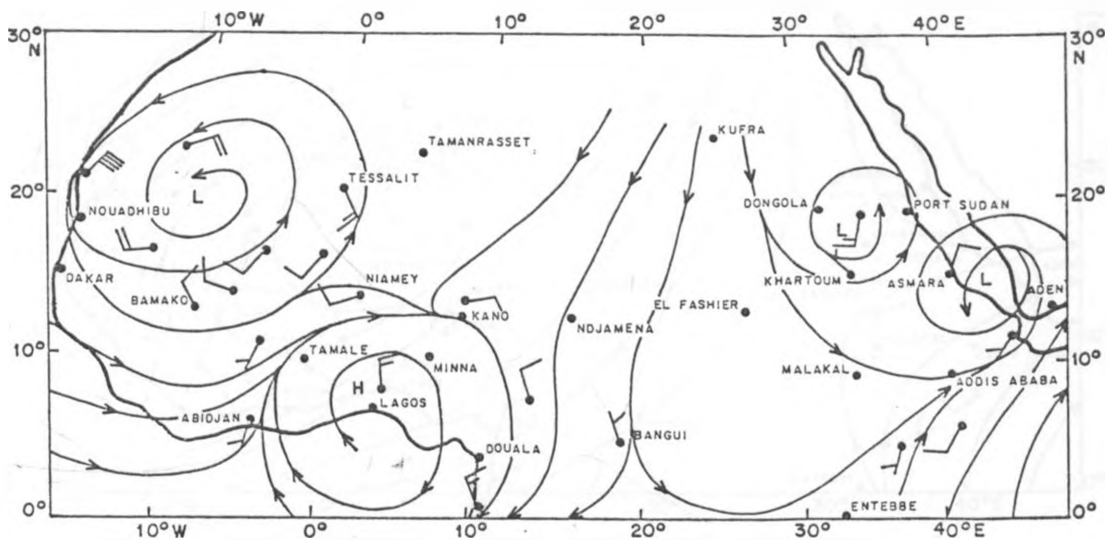 10°W 0° 10° 20° 30° 40°E
30° 30°
N N
KUFRA
TAMANRASSET
20° TESSALIT 20°
L DONGOLA PORT SUDAN
NOUADHIBU L
DAKAR NIAMEY KHARTOUM ASMARA L
BAMAKO ADEN
KANO EL FASHIER
NDJAMENA
10° TAMALE 10°
MINNA MALAKAL ADDIS ABABA
H
LAGOS
ABIDJAN
BANGUI
DOUALA
0° ENTEBBE 0°
N
10°W 0° 10° 20° 30° 40°E